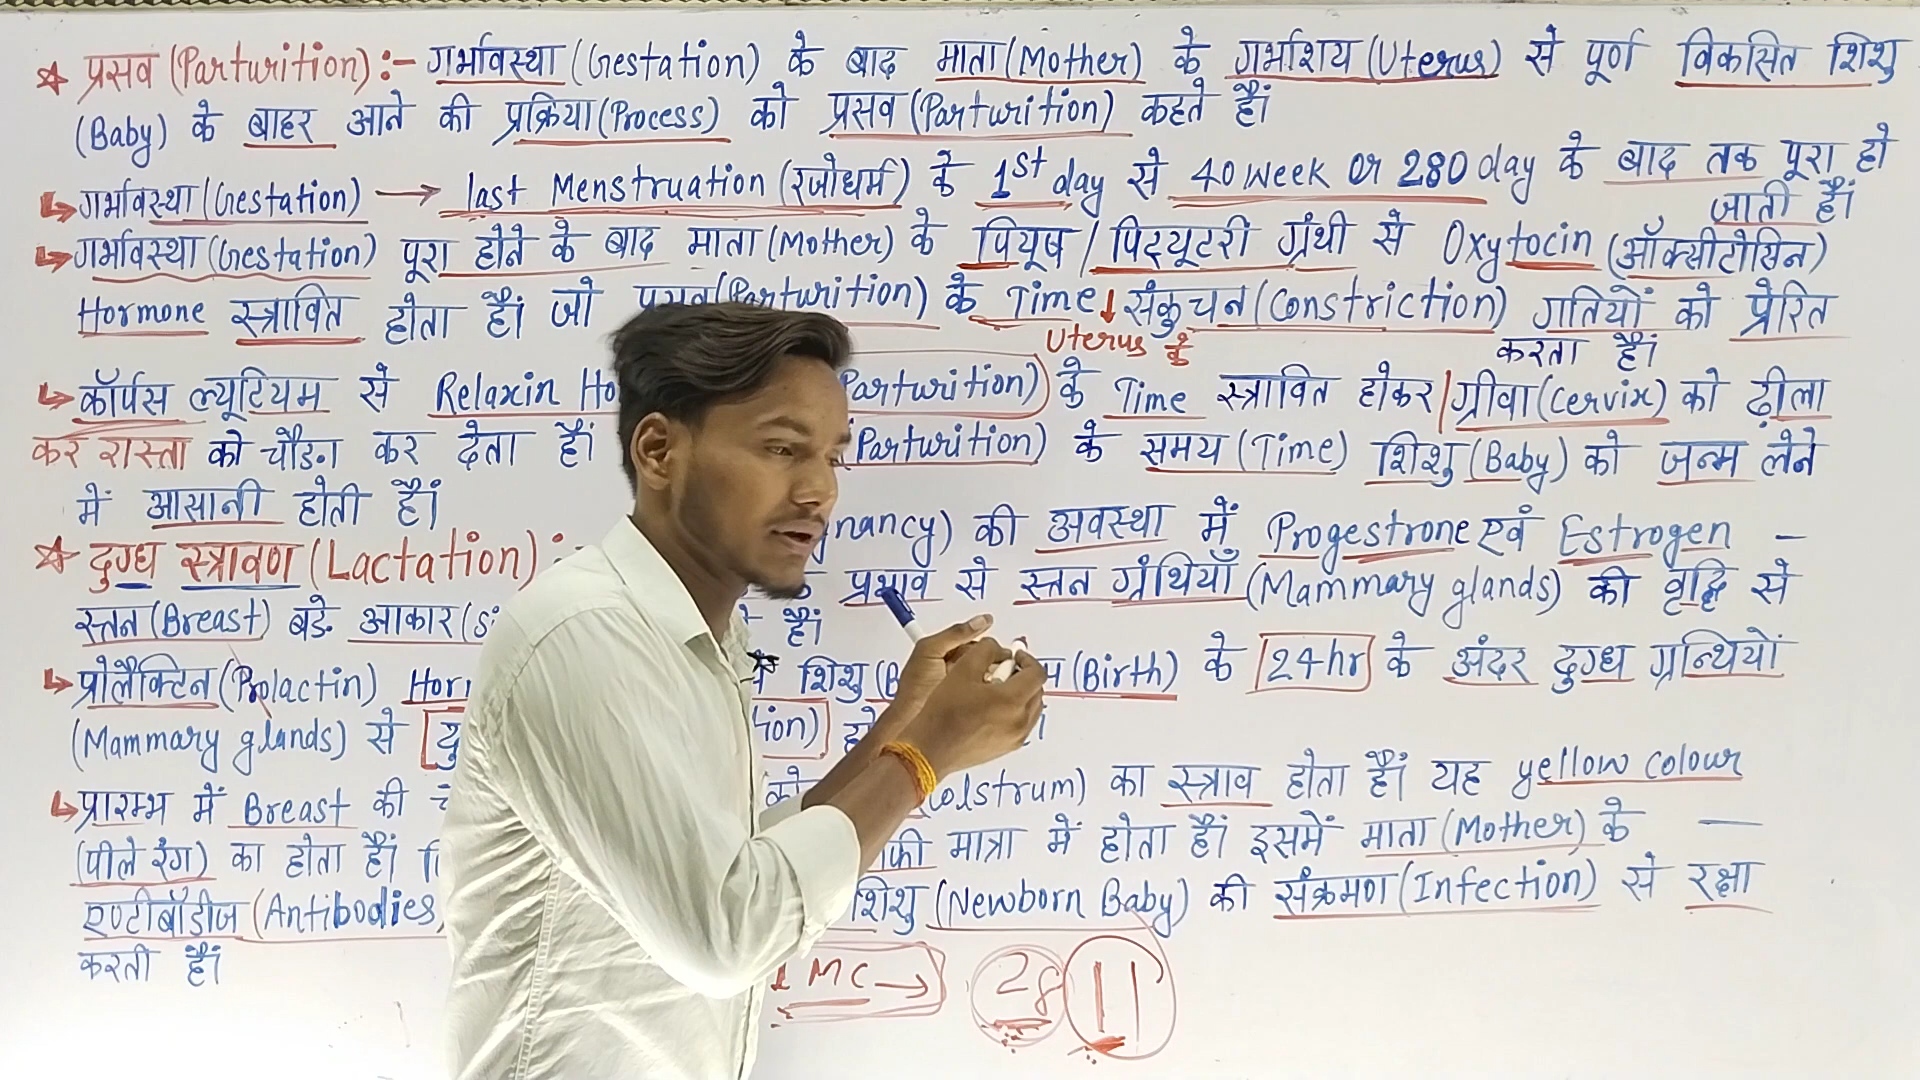 ☆ प्रसव (Parturition) :- गर्भावस्था (Gestation) के बाद माता (Mother) के गर्भाशय (Uterus) से पूर्ण विकसित शिशु
(Baby) के बाहर आने की प्रक्रिया (Process) को प्रसव (Parturition) कहते हैं।
↳ गर्भावस्था (Gestation) → last Menstruation (रजोधर्म) के 1st day से 40 week or 280 day के बाद तक पूरा हो
जाती हैं।
↳ गर्भावस्था (Gestation) पूरा होने के बाद माता (Mother) के पियूष / पिट्यूटरी ग्रंथी से Oxytocin (ऑक्सीटोसिन)
Hormone स्त्रावित होता हैं। जो (Parturition) के Time ↓ संकुचन (Constriction) गतियों को प्रेरित
Uterus के
करता हैं।
↳ कॉर्पस ल्यूटियम से Relaxin Parturition) के Time स्त्रावित होकर ग्रीवा (Cervix) को ढ़ीला
कर रास्ता को चौडा कर देता हैं। (Parturition) के समय (Time) शिशु (Baby) को जन्म लेने
में आसानी होती हैं।
☆ दुग्ध स्त्रावण (Lactation) :- nancy) की अवस्था में Progestrone एवं Estrogen –
प्रभाव से स्तन ग्रंथियाँ (Mammary glands) की वृद्धि से
स्तन (Breast) बडे आकार हैं।
↳ प्रोलैक्टिन (Prolactin) शिशु (Birth) के 24hr के अंदर दुग्ध ग्रन्थियों
(Mammary glands) से tion)
↳ प्रारम्भ में Breast की (Colstrum) का स्त्राव होता हैं। यह yellow colour
(पीले रंग) का होता हैं। मात्रा में होता हैं। इसमें माता (Mother) के —
एण्टीबॉडीज (Antibodies) शिशु (Newborn Baby) की संक्रमण (Infection) से रक्षा
करती हैं।
1 MC → 28 11